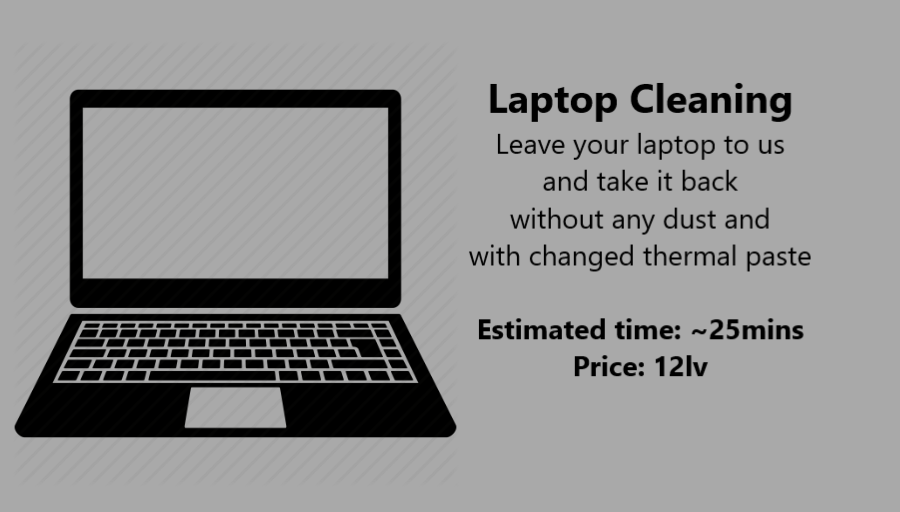 Laptop Cleaning
Leave your laptop to us
and take it back
without any dust and
with changed thermal paste
Estimated time: ~25mins
Price: 12lv